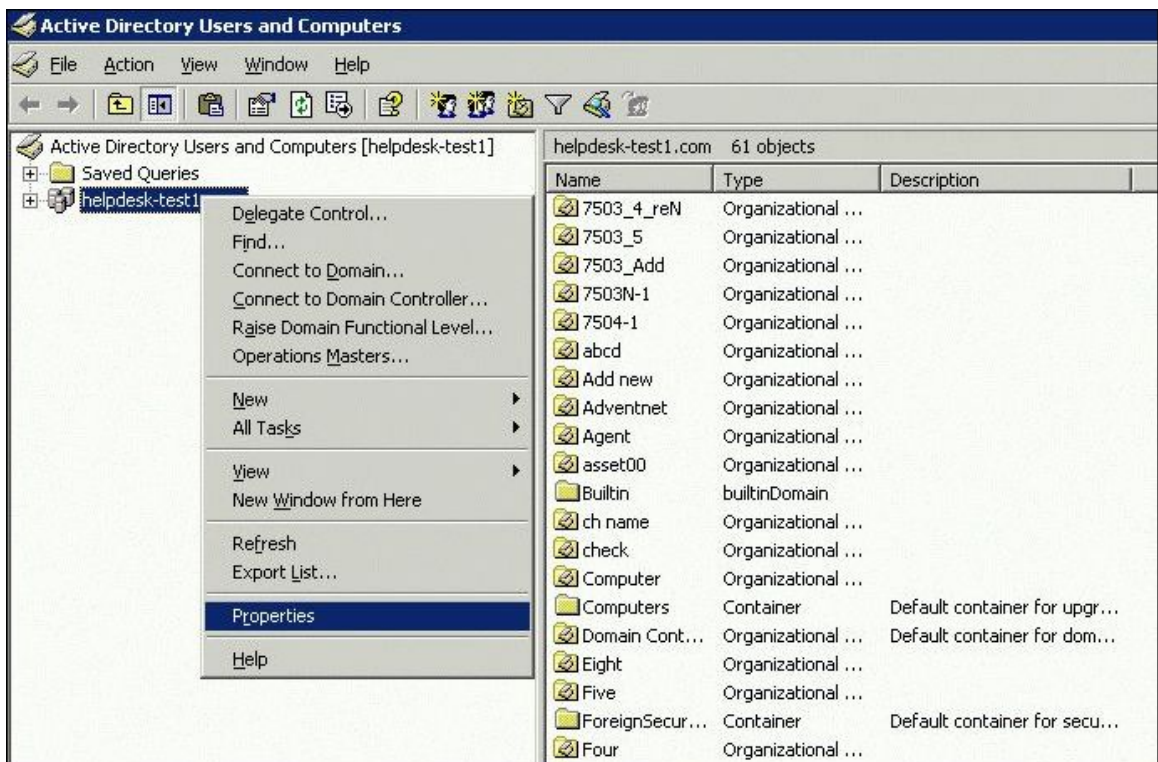 Active Directory Users and Computers
File Action View Window Help
Active Directory Users and Computers [helpdesk-test1]
Saved Queries
helpdesk-test1
Delegate Control...
Find...
Connect to Domain...
Connect to Domain Controller...
Raise Domain Functional Level...
Operations Masters...
New
All Tasks
View
New Window from Here
Refresh
Export List...
Properties
Help
helpdesk-test1.com 61 objects
Name Type Description
7503_4_reN Organizational ...
7503_5 Organizational ...
7503_Add Organizational ...
7503N-1 Organizational ...
7504-1 Organizational ...
abcd Organizational ...
Add new Organizational ...
Adventnet Organizational ...
Agent Organizational ...
asset00 Organizational ...
Builtin builtinDomain
ch name Organizational ...
check Organizational ...
Computer Organizational ...
Computers Container Default container for upgr...
Domain Cont... Organizational ... Default container for dom...
Eight Organizational ...
Five Organizational ...
ForeignSecur... Container Default container for secu...
Four Organizational ...